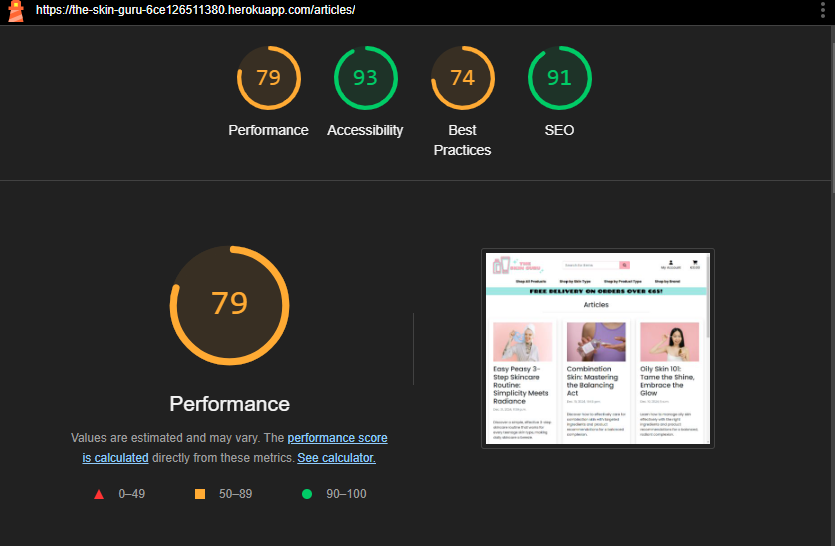 https://the-skin-guru-6ce126511380.herokuapp.com/articles/
79
93
74
91
Performance
Accessibility
Best
Practices
SEO
79
Performance
Values are estimated and may vary. The performance score
is calculated directly from these metrics. See calculator.
0–49
50–89
90–100
THE
SKIN GURU
My Account
Shop All Products
Shop by Skin Type
Shop by Product Type
Shop by Brand
FREE DELIVERY ON ORDERS OVER €65!
Articles
Easy Peasy 3-
Step Skincare
Routine:
Simplicity Meets
Radiance
Combination
Skin: Mastering
the Balancing
Act
Oily Skin 101:
Tame the Shine,
Embrace the
Glow